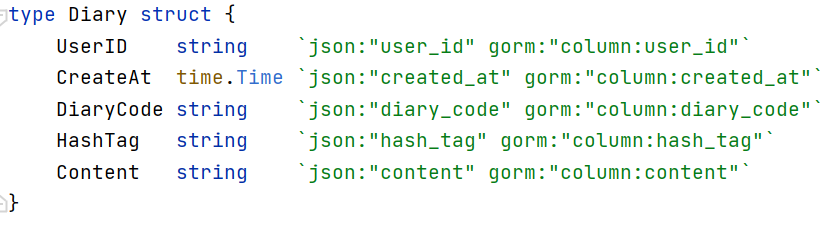 type Diary struct {
    UserID    string    `json:"user_id" gorm:"column:user_id"`
    CreateAt  time.Time `json:"created_at" gorm:"column:created_at"`
    DiaryCode string    `json:"diary_code" gorm:"column:diary_code"`
    HashTag   string    `json:"hash_tag" gorm:"column:hash_tag"`
    Content   string    `json:"content" gorm:"column:content"`
}